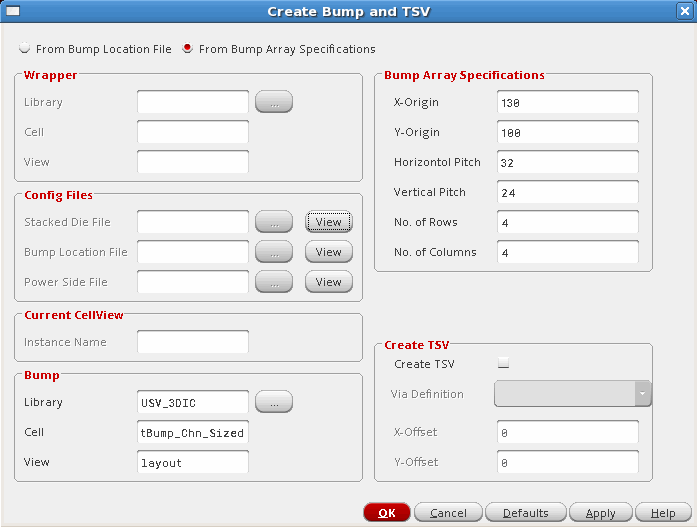 Create Bump and TSV
From Bump Location File From Bump Array Specifications
Wrapper
Library ...
Cell
View
Config Files
Stacked Die File ... View
Bump Location File ... View
Power Side File ... View
Current CellView
Instance Name
Bump
Library USV_3DIC ...
Cell tBump_Chn_Sized
View layout
Bump Array Specifications
X-Origin 130
Y-Origin 100
Horizontol Pitch 32
Vertical Pitch 24
No. of Rows 4
No. of Columns 4
Create TSV
Create TSV
Via Definition
X-Offset 0
Y-Offset 0
OK Cancel Defaults Apply Help